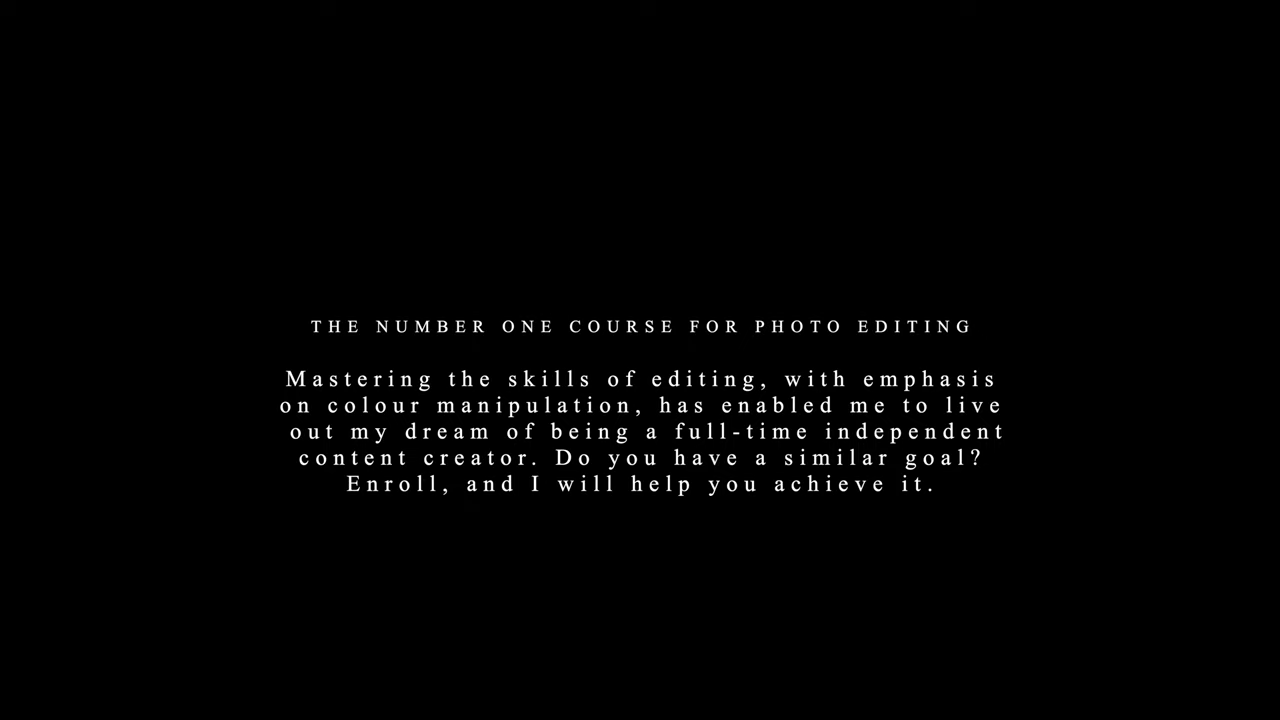 THE NUMBER ONE COURSE FOR PHOTO EDITING
Mastering the skills of editing, with emphasis
on colour manipulation, has enabled me to live
out my dream of being a full-time independent
content creator. Do you have a similar goal?
Enroll, and I will help you achieve it.